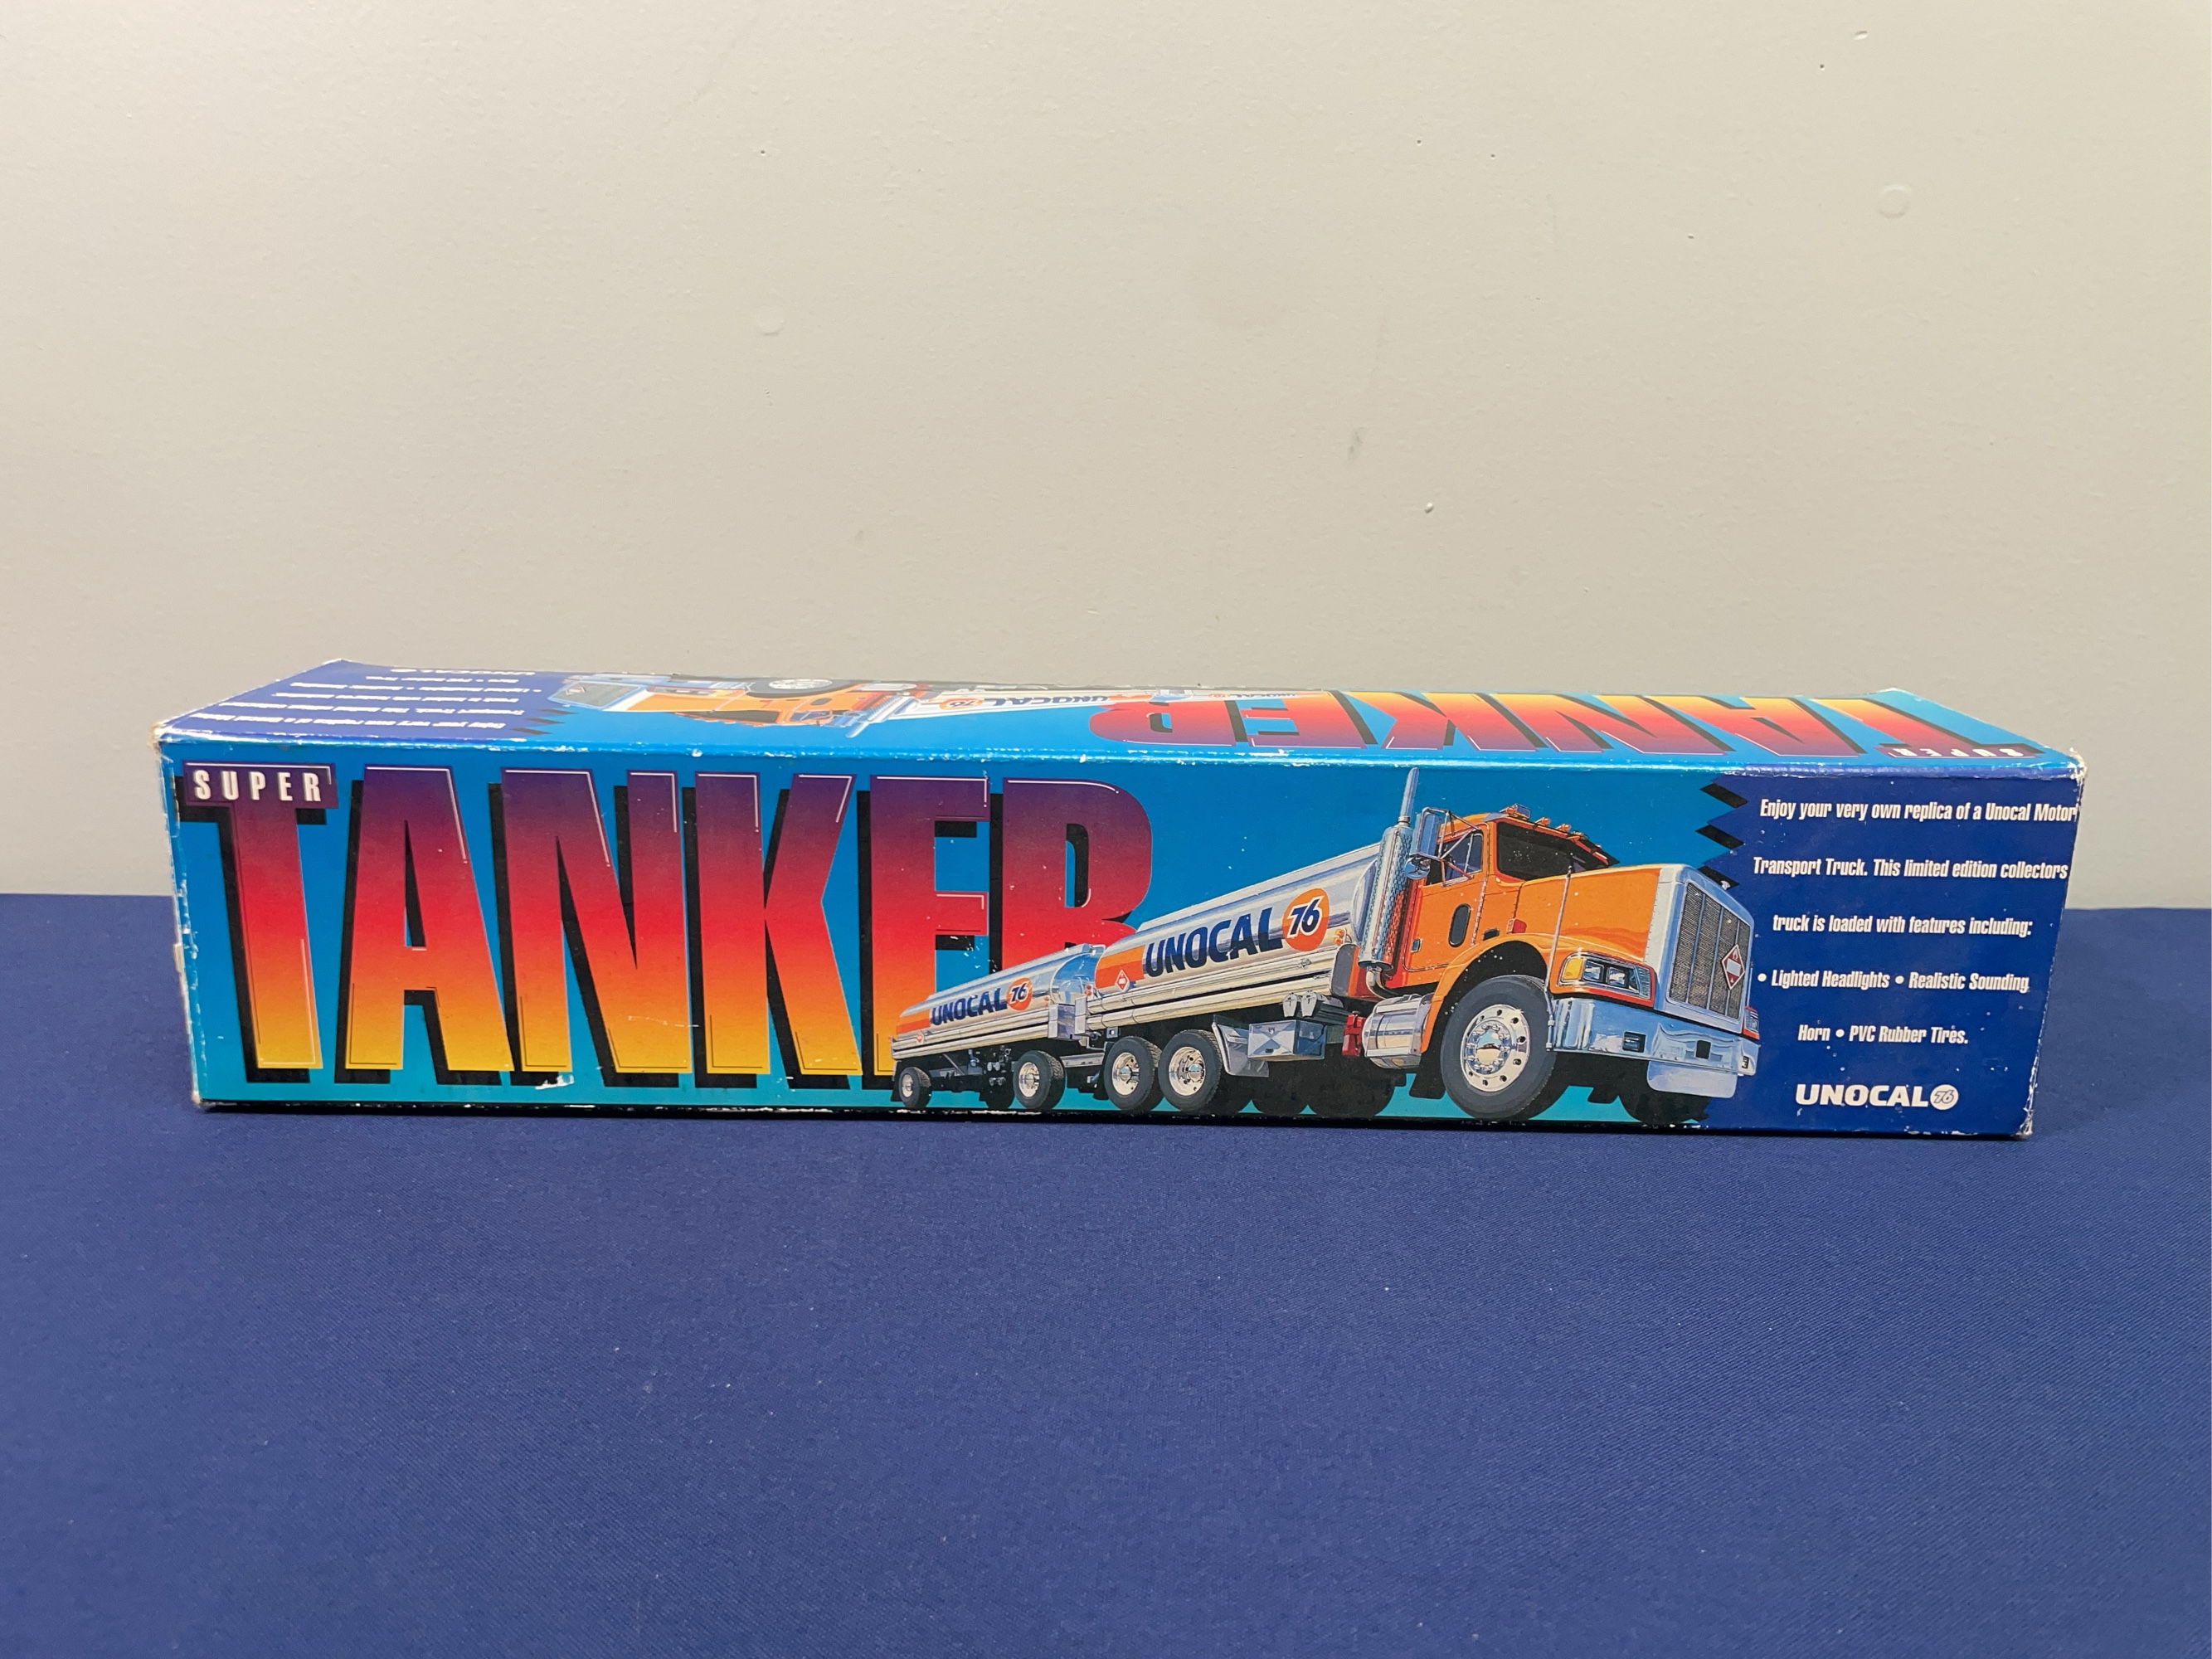 SUPER
TANKER
UNOCAL 76
UNOCAL 76
Enjoy your very own replica of a Unocal Motor
Transport Truck. This limited edition collectors
truck is loaded with features including:
• Lighted Headlights • Realistic Sounding
Horn • PVC Rubber Tires.
UNOCAL 76
SUPER
TANKER
UNOCAL 76